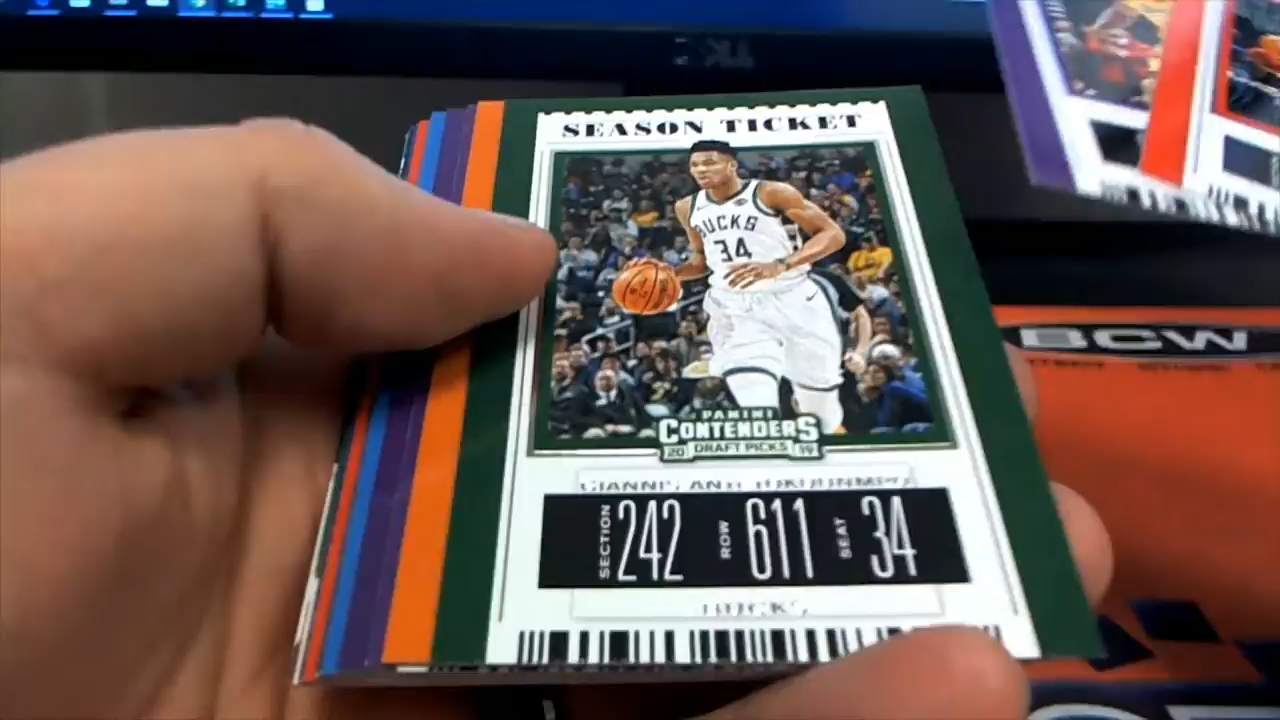 SEASON TICKET
BUCKS
34
PANINI
CONTENDERS
20 DRAFT PICKS 19
GIANNIS ANTETOKOUNMPO
SECTION 242 ROW 611 SEAT 34
BUCKS
BCW